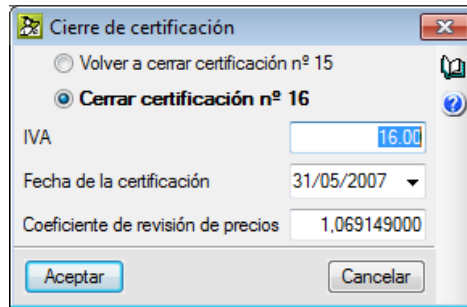 Cierre de certificación
Volver a cerrar certificación nº 15
Cerrar certificación nº 16
IVA 16.00
Fecha de la certificación 31/05/2007
Coeficiente de revisión de precios 1,069149000
Aceptar Cancelar